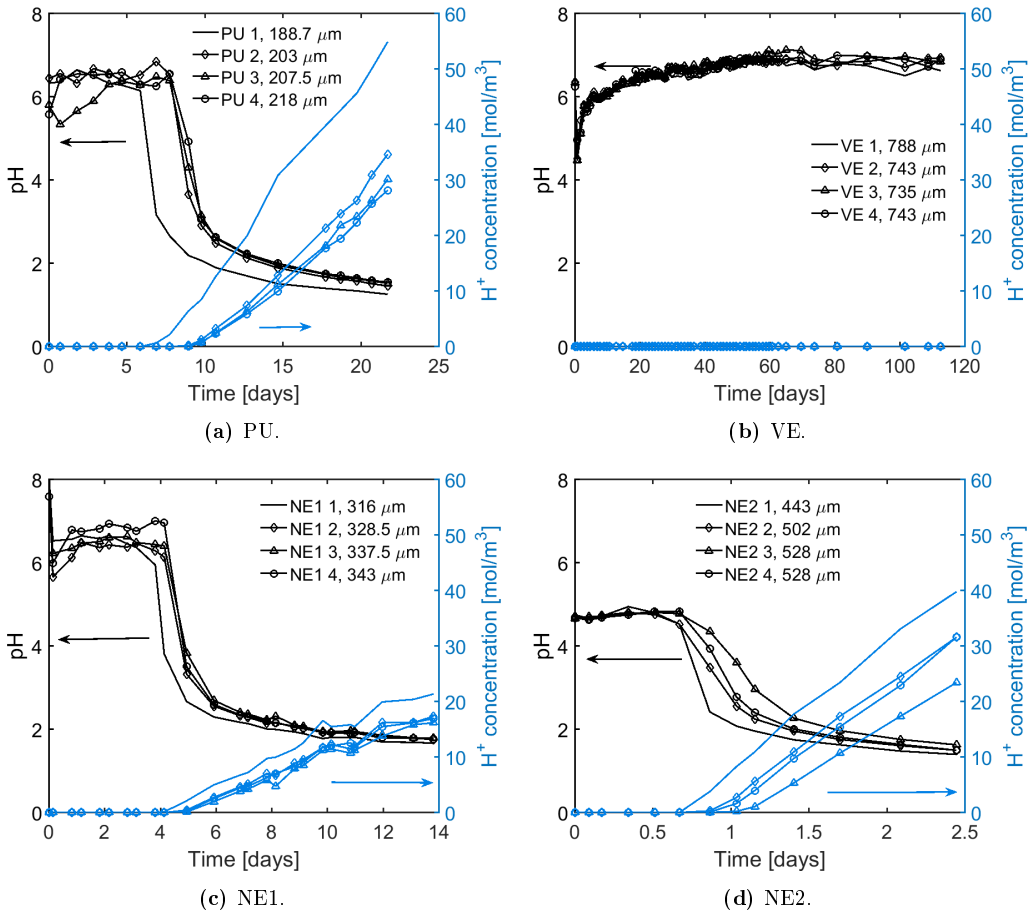 8
6
4
2
0
pH
PU 1, 188.7 μm
PU 2, 203 μm
PU 3, 207.5 μm
PU 4, 218 μm
60
50
40
30
20
10
0
H+ concentration [mol/m3]
0 5 10 15 20 25
Time [days]
(a) PU.
8
6
4
2
0
pH
VE 1, 788 μm
VE 2, 743 μm
VE 3, 735 μm
VE 4, 743 μm
60
50
40
30
20
10
0
H+ concentration [mol/m3]
0 20 40 60 80 100 120
Time [days]
(b) VE.
8
6
4
2
0
pH
NE1 1, 316 μm
NE1 2, 328.5 μm
NE1 3, 337.5 μm
NE1 4, 343 μm
60
50
40
30
20
10
0
H+ concentration [mol/m3]
0 2 4 6 8 10 12 14
Time [days]
(c) NE1.
8
6
4
2
0
pH
NE2 1, 443 μm
NE2 2, 502 μm
NE2 3, 528 μm
NE2 4, 528 μm
60
50
40
30
20
10
0
H+ concentration [mol/m3]
0 0.5 1 1.5 2 2.5
Time [days]
(d) NE2.